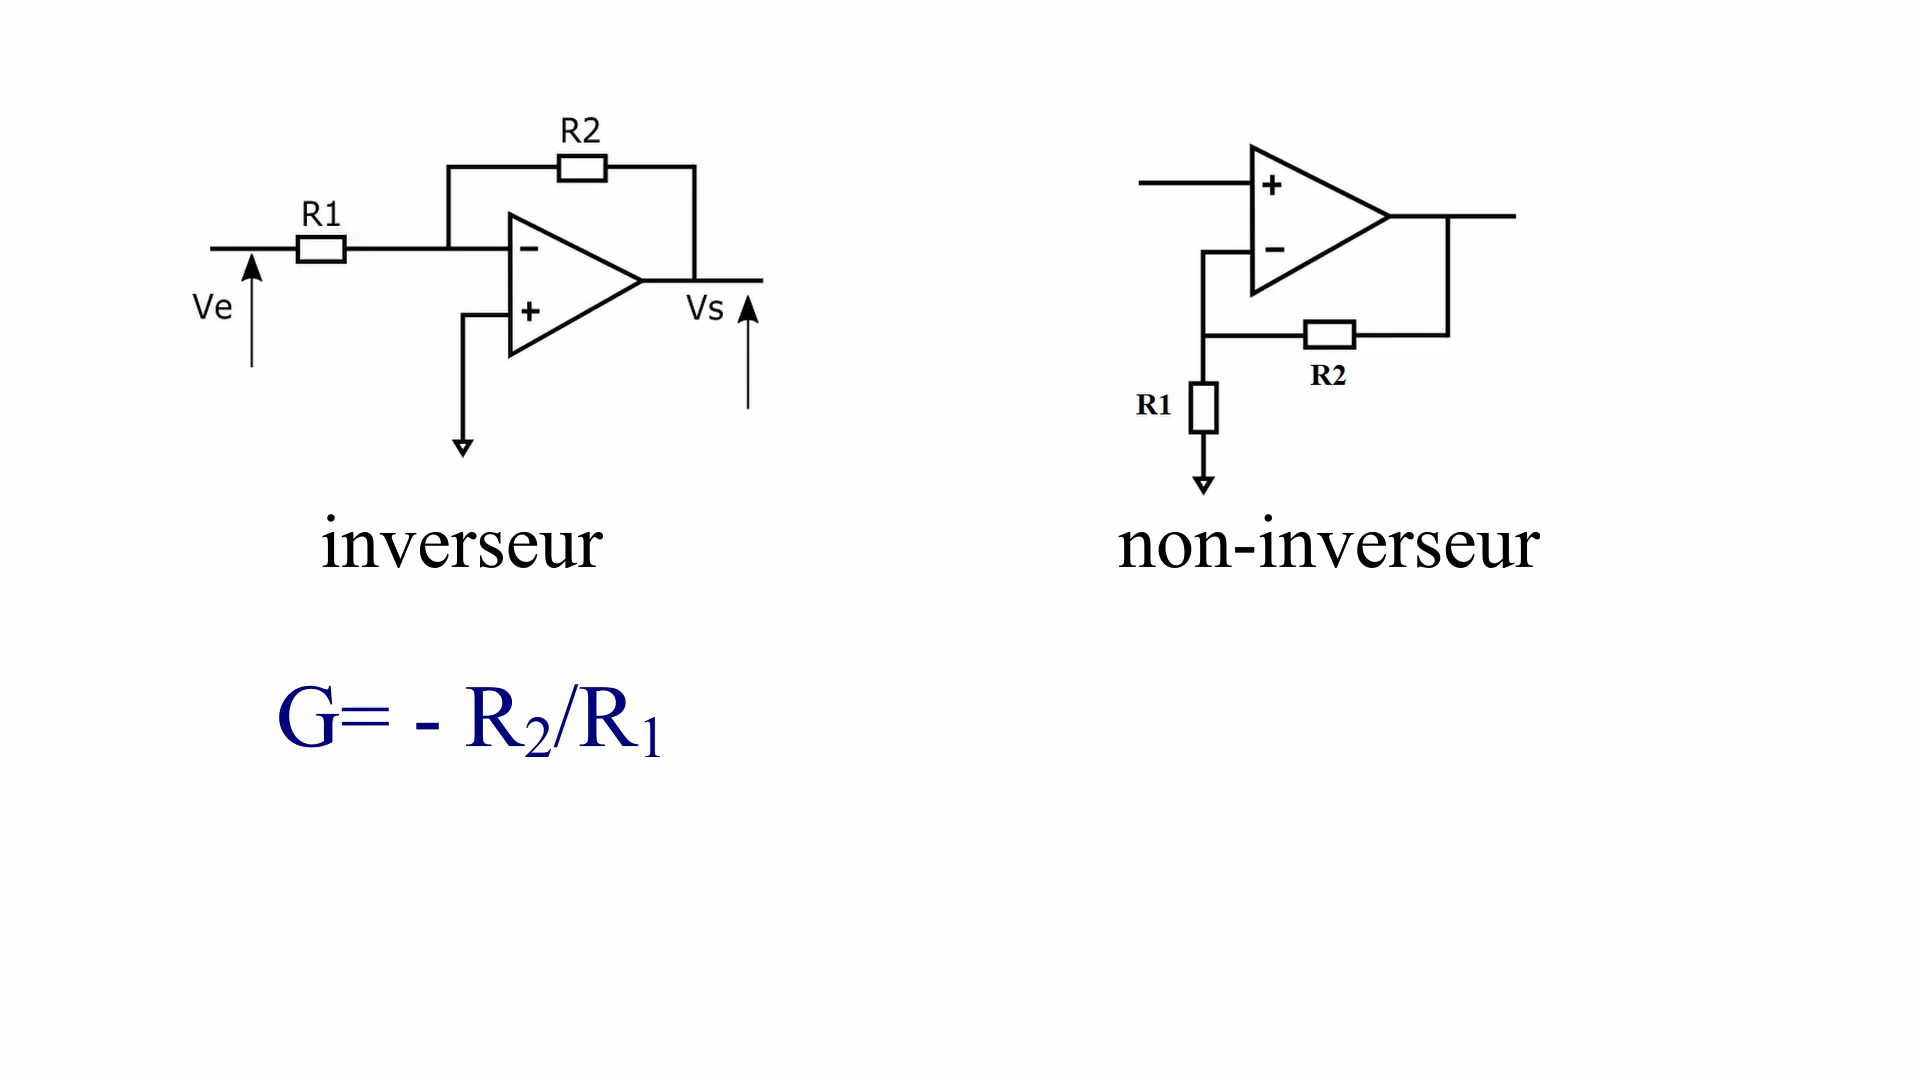 R2
R1
−
+
Ve
Vs
inverseur
G= - R₂/R₁
+
−
R2
R1
non-inverseur